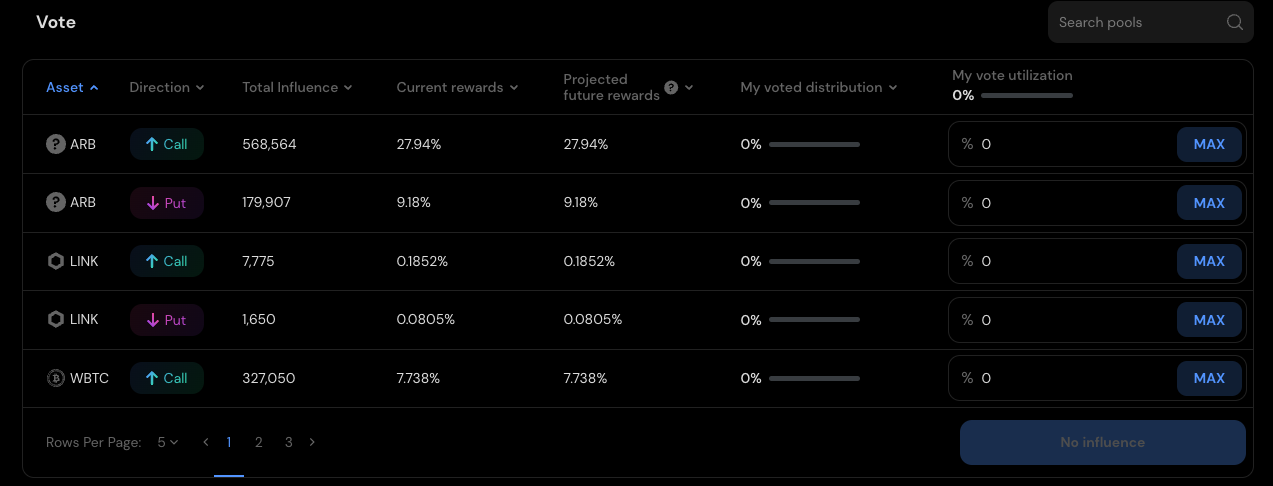 Vote
Search pools
Asset Direction Total Influence Current rewards Projected future rewards ? My voted distribution My vote utilization
0%
? ARB Call 568,564 27.94% 27.94% 0% % 0 MAX
? ARB Put 179,907 9.18% 9.18% 0% % 0 MAX
LINK Call 7,775 0.1852% 0.1852% 0% % 0 MAX
LINK Put 1,650 0.0805% 0.0805% 0% % 0 MAX
WBTC Call 327,050 7.738% 7.738% 0% % 0 MAX
Rows Per Page: 5 1 2 3 No influence